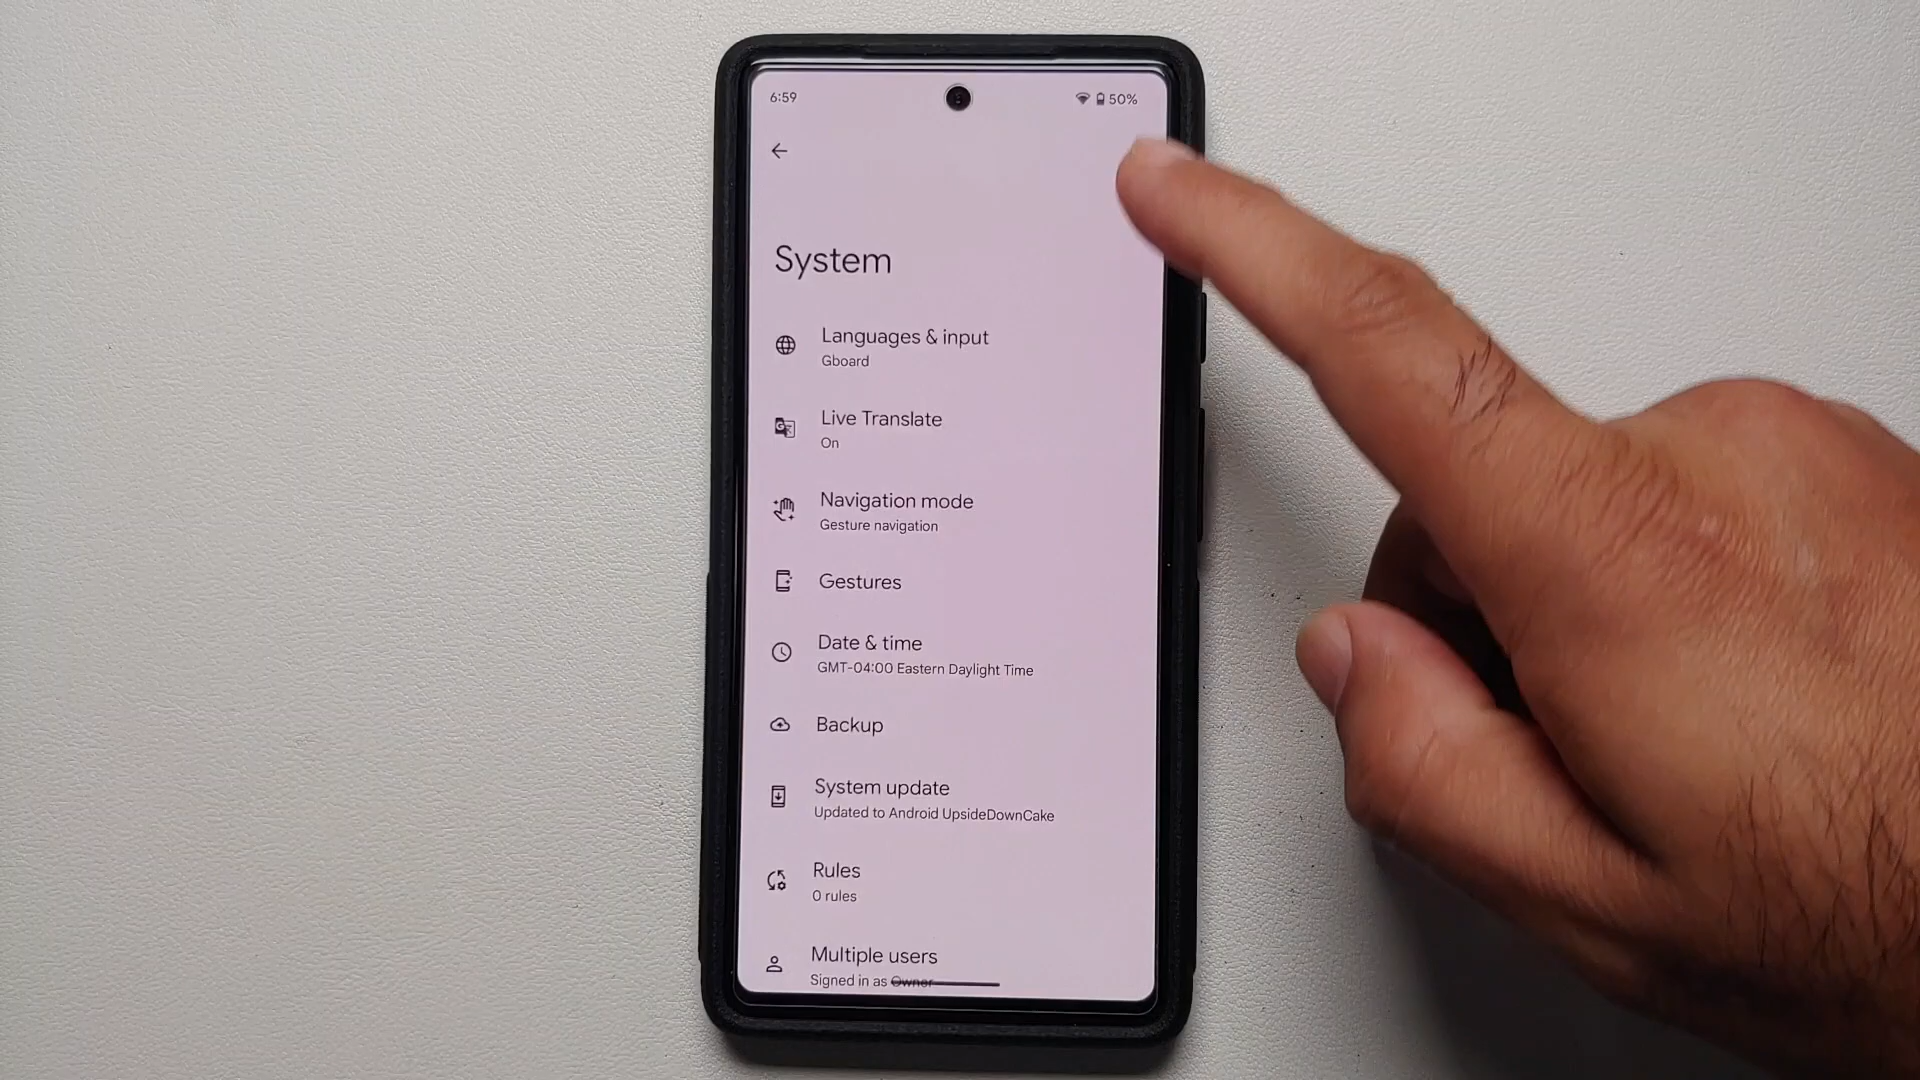 6:59
50%
System
Languages & input
Gboard
Live Translate
On
Navigation mode
Gesture navigation
Gestures
Date & time
GMT-04:00 Eastern Daylight Time
Backup
System update
Updated to Android UpsideDownCake
Rules
0 rules
Multiple users
Signed in as Owner